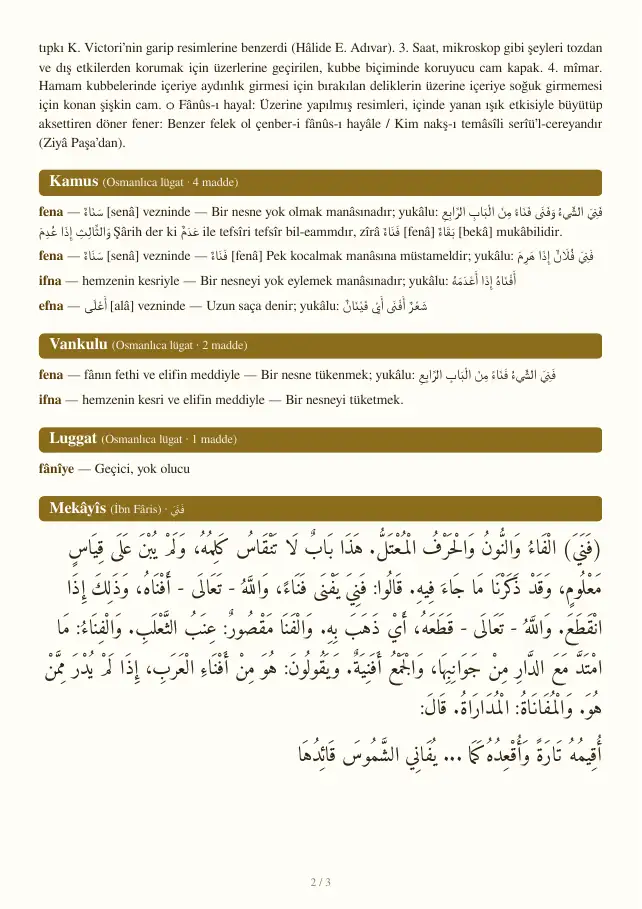 tıpkı K. Victori’nin garip resimlerine benzerdi (Hâlide E. Adıvar). 3. Saat, mikroskop gibi şeyleri tozdan
ve dış etkilerden korumak için üzerlerine geçirilen, kubbe biçiminde koruyucu cam kapak. 4. mîmar.
Hamam kubbelerinde içeriye aydınlık girmesi için bırakılan deliklerin üzerine içeriye soğuk girmemesi
için konan şişkin cam. ѻ Fânûs-ı hayal: Üzerine yapılmış resimleri, içinde yanan ışık etkisiyle büyütüp
aksettiren döner fener: Benzer felek ol çenber-i fânûs-ı hayâle / Kim nakş-ı temâsîli serîü’l-cereyandır
(Ziyâ Paşa’dan).
Kamus (Osmanlıca lügat · 4 madde)
fena — سَنَاءٌ [senâ] vezninde — Bir nesne yok olmak manâsınadır; yukâlu: فَنِيَ الشَّيْءُ وَفَنَى فَنَاءً مِنَ الْبَابِ الرَّابِعِ
وَالثَّالِثِ إِذَا عُدِمَ Şârih der ki عَدَمٌ ile tefsîri tefsîr bil-eammdır, zîrâ فَنَاءٌ [fenâ] بَقَاءٌ [bekâ] mukâbilidir.
fena — سَنَاءٌ [senâ] vezninde — فَنَاءٌ [fenâ] Pek kocalmak manâsına müstameldir; yukâlu: فَنِيَ فُلَانٌ إِذَا هَرِمَ
ifna — hemzenin kesriyle — Bir nesneyi yok eylemek manâsınadır; yukâlu: أَفْنَاهُ إِذَا أَعْدَمَهُ
efna — أَعْلَى [alâ] vezninde — Uzun saça denir; yukâlu: شَعْرٌ أَفْنَى أَيْ فَيْنَانٌ
Vankulu (Osmanlıca lügat · 2 madde)
fena — fânın fethi ve elifin meddiyle — Bir nesne tükenmek; yukâlu: فَنِيَ الشَّيْءُ فَنَاءً مِنَ الْبَابِ الرَّابِعِ
ifna — hemzenin kesri ve elifin meddiyle — Bir nesneyi tüketmek.
Luggat (Osmanlıca lügat · 1 madde)
fânîye — Geçici, yok olucu
Mekâyîs (İbn Fâris) · فَنَيَ
(فَنَيَ) الْفَاءُ وَالنُّونُ وَالْحَرْفُ الْمُعْتَلُّ. هَذَا بَابٌ لَا تَنْقَاسُ كَلِمُهُ، وَلَمْ يُبْنَ عَلَى قِيَاسٍ
مَعْلُومٍ، وَقَدْ ذَكَرْنَا مَا جَاءَ فِيهِ. قَالُوا: فَنِيَ يَفْنَى فَنَاءً، وَاللَّهُ - تَعَالَى - أَفْنَاهُ، وَذَلِكَ إِذَا
انْقَطَعَ. وَاللَّهُ - تَعَالَى - قَطَعَهُ، أَيْ ذَهَبَ بِهِ. وَالْفَنَا مَقْصُورٌ: عِنَبُ الثَّعْلَبِ. وَالْفِنَاءُ: مَا
امْتَدَّ مَعَ الدَّارِ مِنْ جَوَانِبِهَا، وَالْجَمْعُ أَفْنِيَةٌ. وَيَقُولُونَ: هُوَ مِنْ أَفْنَاءِ الْعَرَبِ، إِذَا لَمْ يُدْرَ مِمَّنْ
هُوَ. وَالْمُفَانَاةُ: الْمُدَارَاةُ. قَالَ:
أُقِيمُهُ تَارَةً وَأُقْعِدُهُ كَمَا ... يُفَانِي الشَّمُوسَ قَائِدُهَا
2 / 3